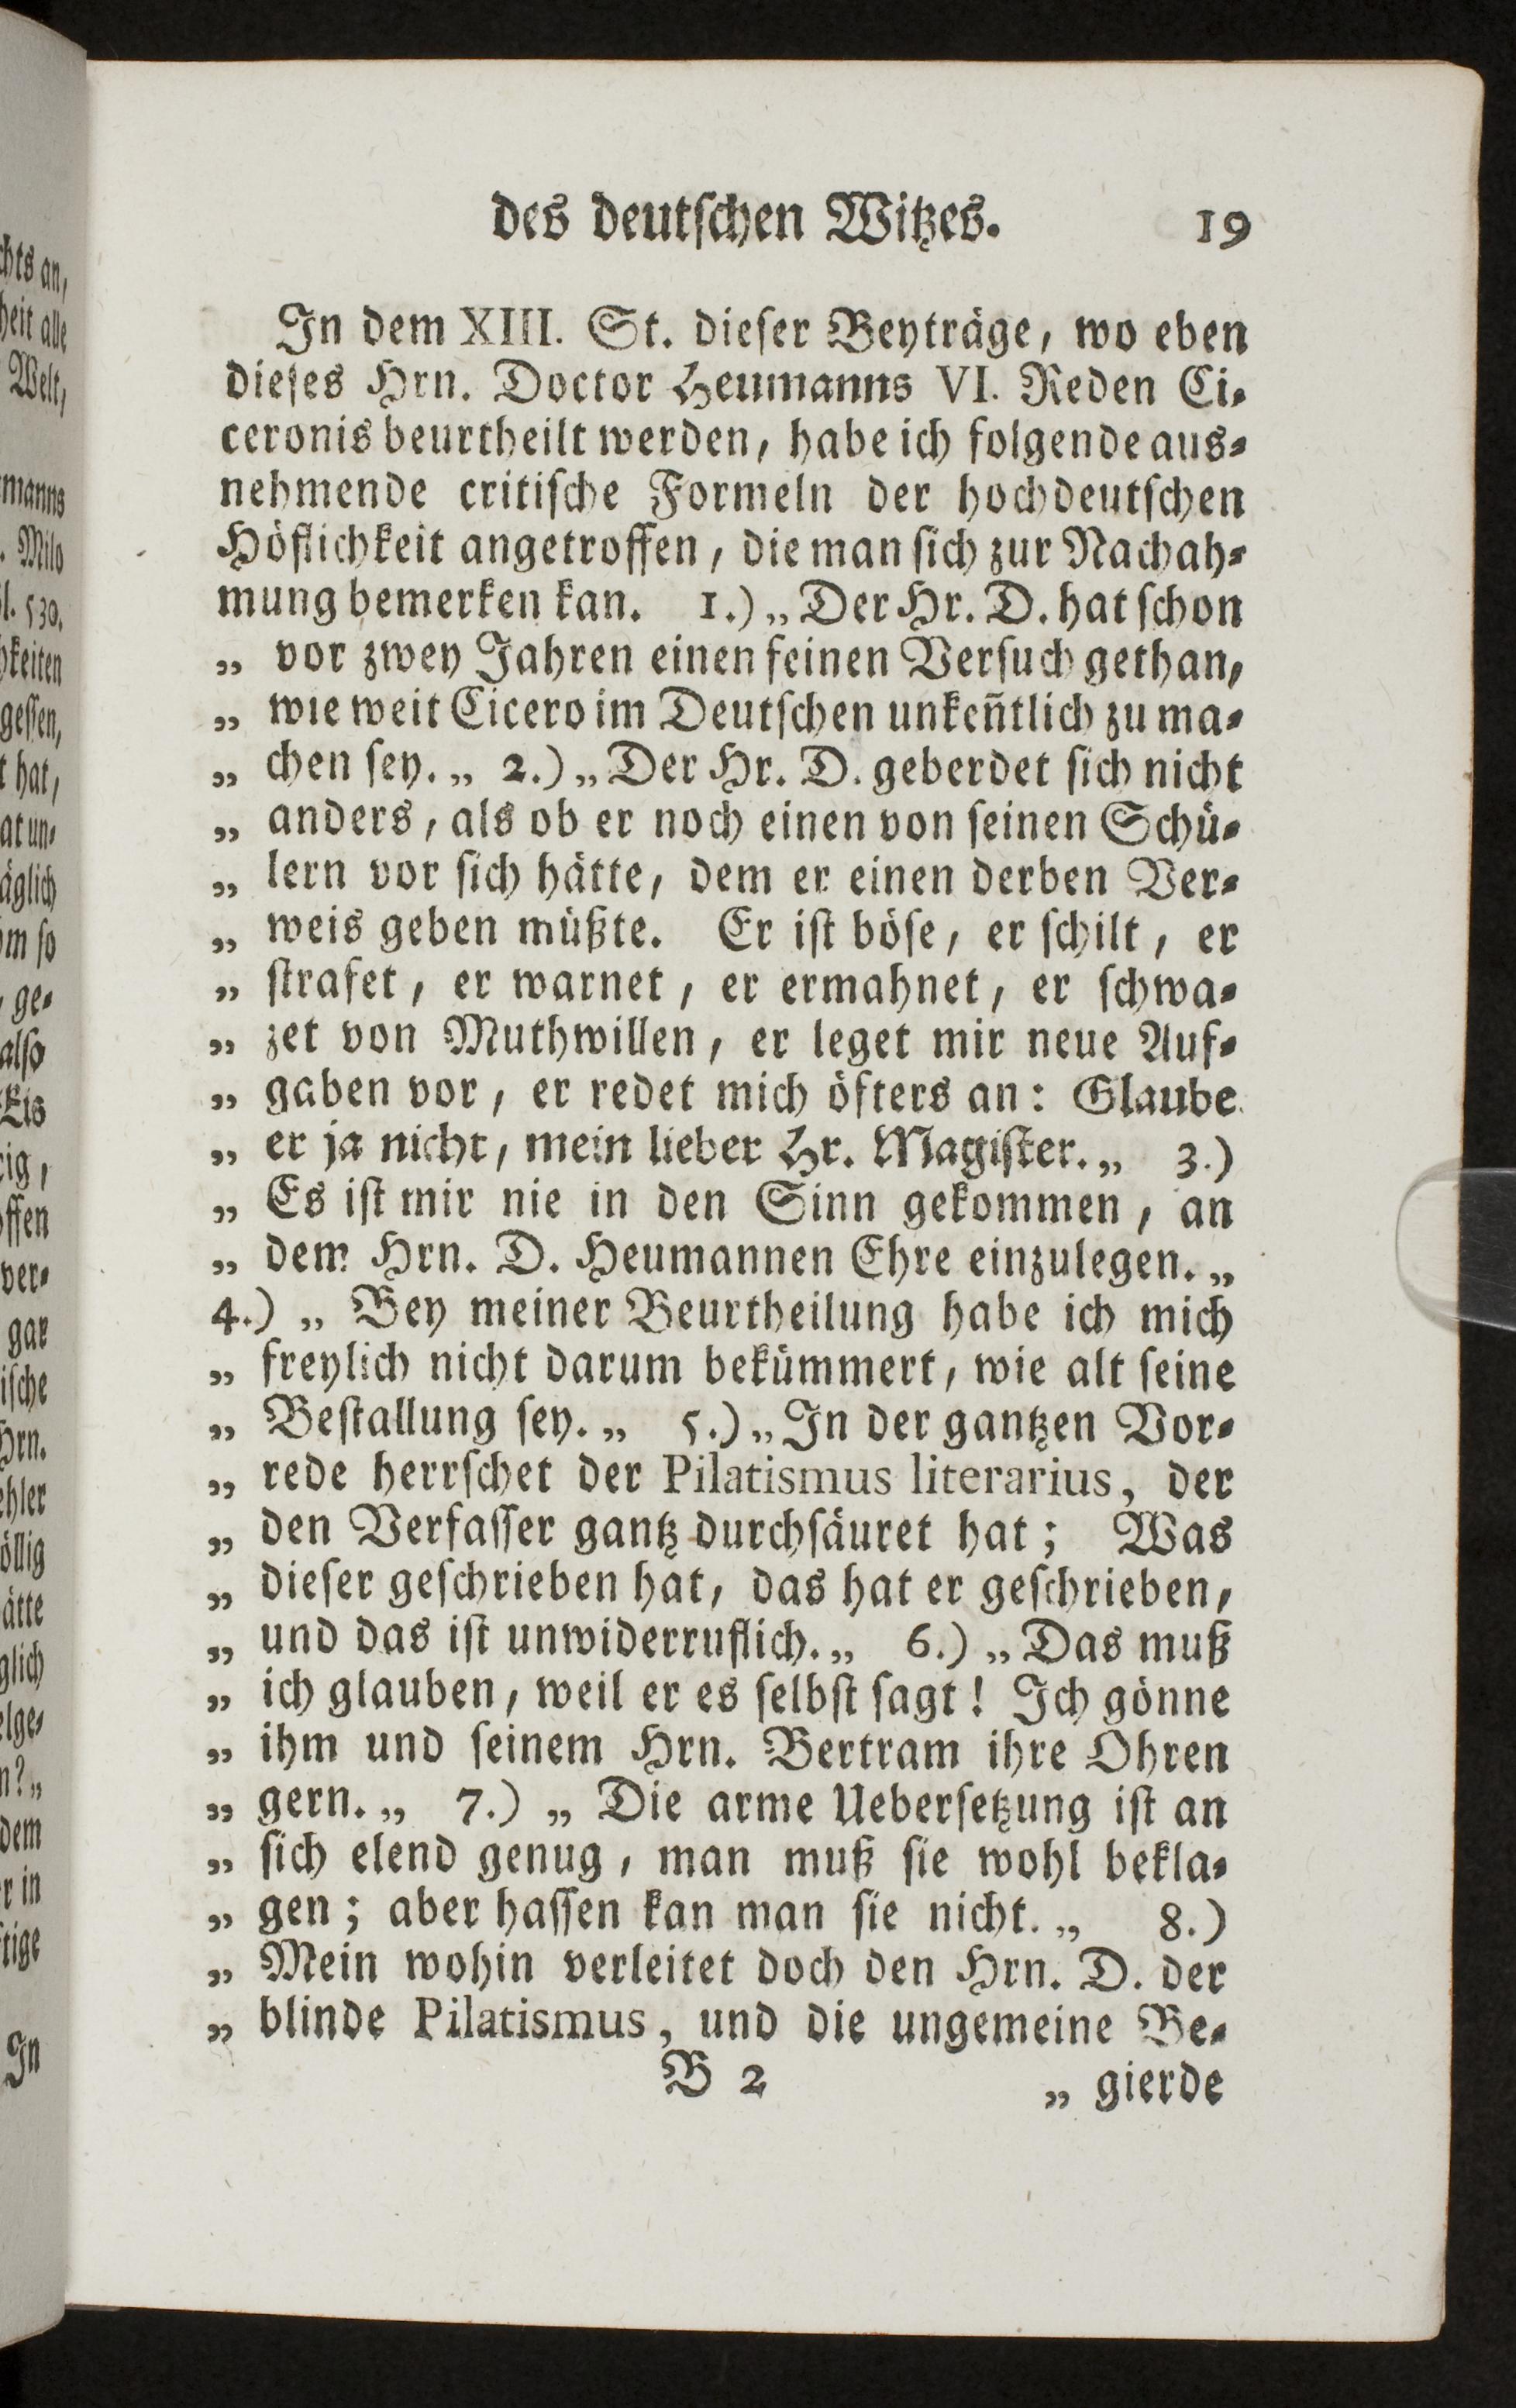 des deutſchen Witzes. 19
In dem XIII. St. dieſer Beyträge, wo eben
dieſes Hrn. Doctor Heumanns VI. Reden Ci⸗
ceronis beurtheilt werden, habe ich folgende aus⸗
nehmende critiſche Formeln der hochdeutſchen
Höflichkeit angetroffen, die man ſich zur Nachah⸗
mung bemerken kan. 1.) „Der Hr. D. hat ſchon
„ vor zwey Jahren einen feinen Verſuch gethan,
„ wie weit Cicero im Deutſchen unkeñtlich zu ma⸗
„ chen ſey.„ 2.) „Der Hr. D. geberdet ſich nicht
„ anders, als ob er noch einen von ſeinen Schü⸗
„ lern vor ſich hätte, dem er einen derben Ver⸗
„ weis geben müßte. Er iſt böſe, er ſchilt, er
„ ſtrafet, er warnet, er ermahnet, er ſchwa⸗
„ zet von Muthwillen, er leget mir neue Auf⸗
„ gaben vor, er redet mich öfters an: Glaube
„ er ja nicht, mein lieber Hr. Magiſter.„ 3.)
„ Es iſt mir nie in den Sinn gekommen, an
„ dem Hrn. D. Heumannen Ehre einzulegen.„
4.) „ Bey meiner Beurtheilung habe ich mich
„ freylich nicht darum bekümmert, wie alt ſeine
„ Beſtallung ſey.„ 5.) „In der gantzen Vor⸗
„ rede herrſchet der Pilatismus literarius, der
„ den Verfaſſer gantz durchſäuret hat; Was
„ dieſer geſchrieben hat, das hat er geſchrieben,
„ und das iſt unwiderruflich.„ 6.) „Das muß
„ ich glauben, weil er es ſelbſt ſagt! Ich gönne
„ ihm und ſeinem Hrn. Bertram ihre Ohren
„ gern.„ 7.) „ Die arme Ueberſetzung iſt an
„ ſich elend genug, man muß ſie wohl bekla⸗
„ gen; aber haſſen kan man ſie nicht.„ 8.)
„ Mein wohin verleitet doch den Hrn. D. der
„ blinde Pilatismus, und die ungemeine Be⸗
B 2 „ gierde